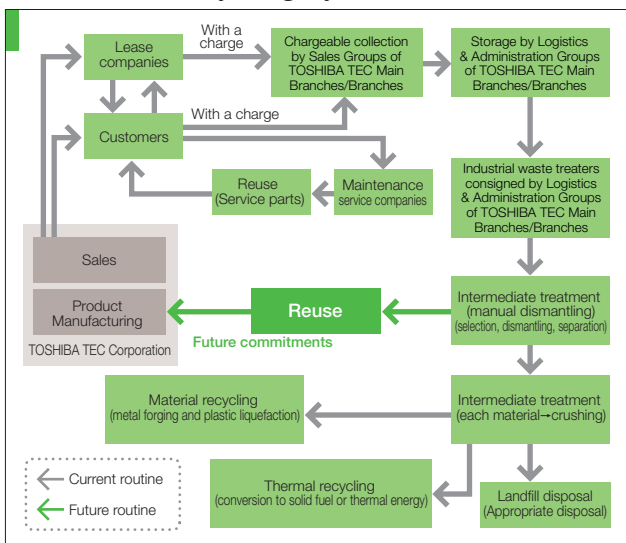 With a
charge
Lease
companies
Chargeable collection
by Sales Groups of
TOSHIBA TEC Main
Branches/Branches
Storage by Logistics
& Administration Groups
of TOSHIBA TEC Main
Branches/Branches
With a charge
Customers
Reuse
(Service parts)
Maintenance
service companies
Industrial waste treaters
consigned by Logistics
& Administration Groups
of TOSHIBA TEC Main
Branches/Branches
Sales
Product
Manufacturing
TOSHIBA TEC Corporation
Reuse
Future commitments
Intermediate treatment
(manual dismantling)
(selection, dismantling, separation)
Material recycling
(metal forging and plastic liquefaction)
Intermediate treatment
(each material→crushing)
Thermal recycling
(conversion to solid fuel or thermal energy)
Landfill disposal
(Appropriate disposal)
Current routine
Future routine